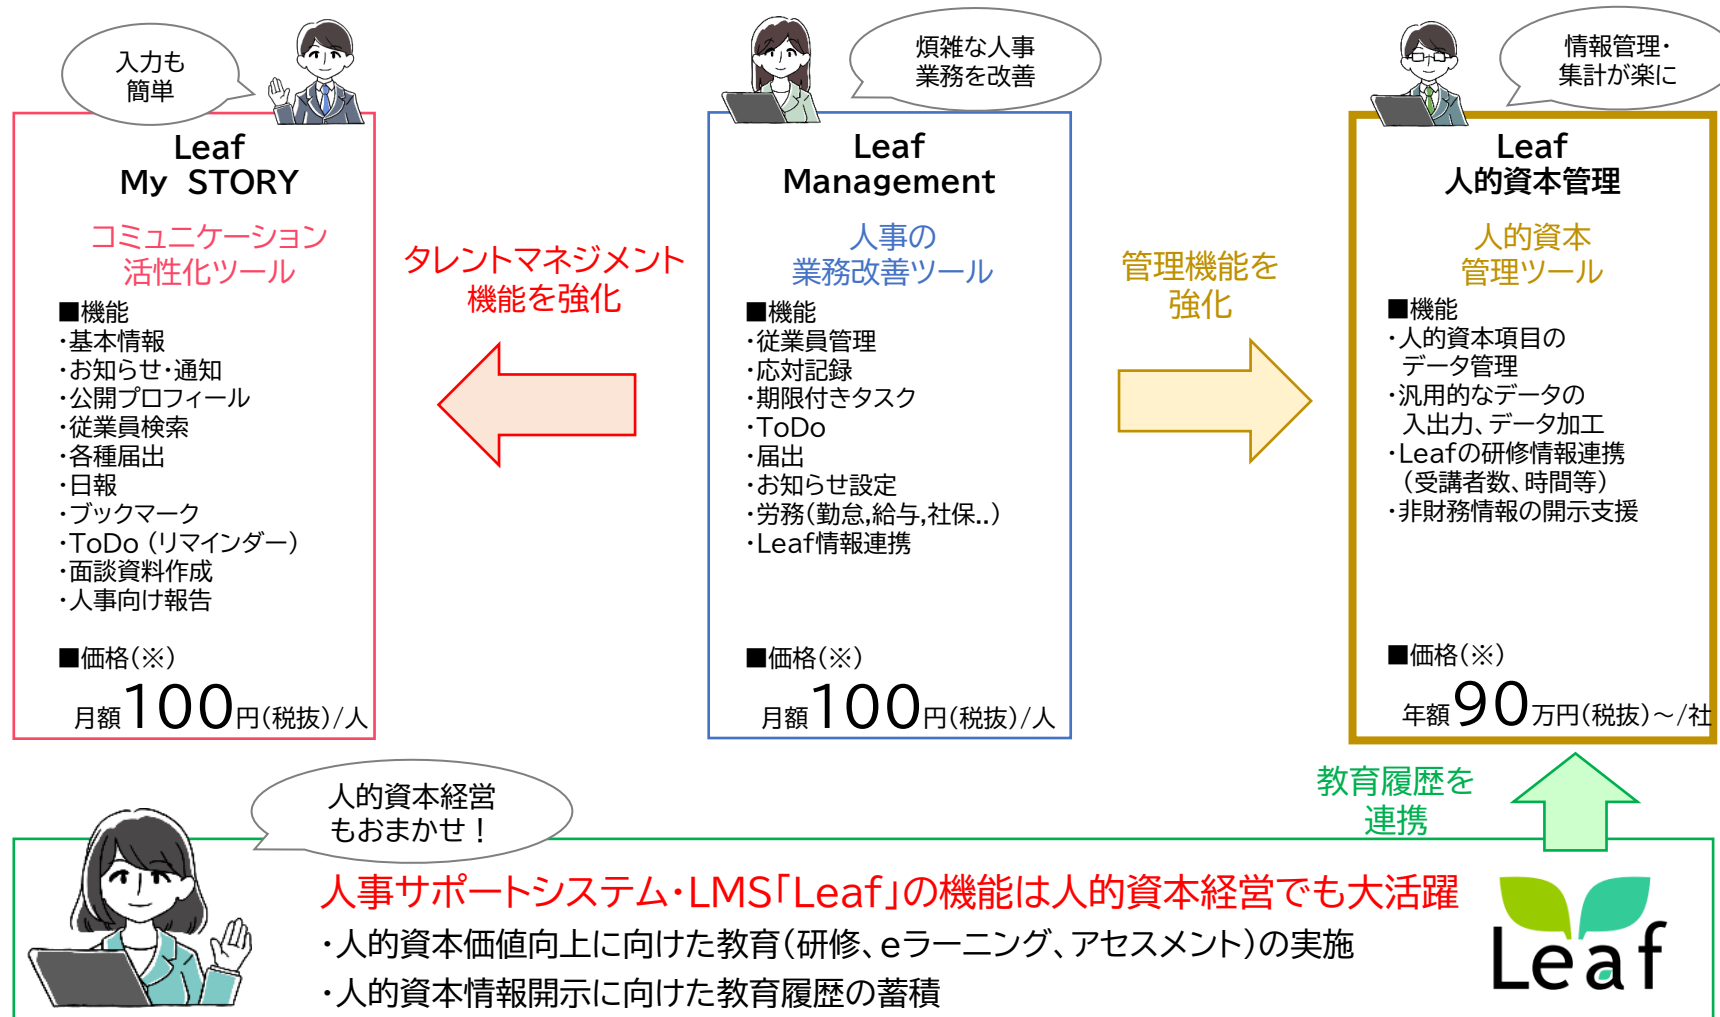 入力も
簡単
煩雑な人事
業務を改善
情報管理・
集計が楽に
Leaf
My STORY
コミュニケーション
活性化ツール
■機能
・基本情報
・お知らせ・通知
・公開プロフィール
・従業員検索
・各種届出
・日報
・ブックマーク
・ToDo（リマインダー）
・面談資料作成
・人事向け報告
■価格（※）
月額100円（税抜）/人
タレントマネジメント
機能を強化
Leaf
Management
人事の
業務改善ツール
■機能
・従業員管理
・応対記録
・期限付きタスク
・ToDo
・届出
・お知らせ設定
・労務（勤怠,給与,社保..）
・Leaf情報連携
■価格（※）
月額100円（税抜）/人
管理機能を
強化
Leaf
人的資本管理
人的資本
管理ツール
■機能
・人的資本項目の
データ管理
・汎用的なデータの
入出力、データ加工
・Leafの研修情報連携
（受講者数、時間等）
・非財務情報の開示支援
■価格（※）
年額90万円（税抜）～/社
教育履歴を
連携
人的資本経営
もおまかせ！
人事サポートシステム・LMS「Leaf」の機能は人的資本経営でも大活躍
・人的資本価値向上に向けた教育（研修、eラーニング、アセスメント）の実施
・人的資本情報開示に向けた教育履歴の蓄積
Leaf